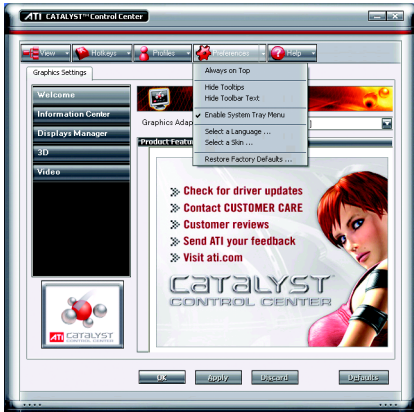 ATI CATALYST™ Control Center
View Hotkeys Profiles Preferences Help
Graphics Settings
Always on Top
Hide Tooltips
Hide Toolbar Text
Enable System Tray Menu
Select a Language ...
Select a Skin ...
Restore Factory Defaults ...
Welcome
Information Center
Displays Manager
3D
Video
Graphics Adap
]
Product Featur
Check for driver updates
Contact CUSTOMER CARE
Customer reviews
Send ATI your feedback
Visit ati.com
CATALYST
CONTROL CENTER
ATI CATALYST
CONTROL CENTER
OK Apply Discard Defaults